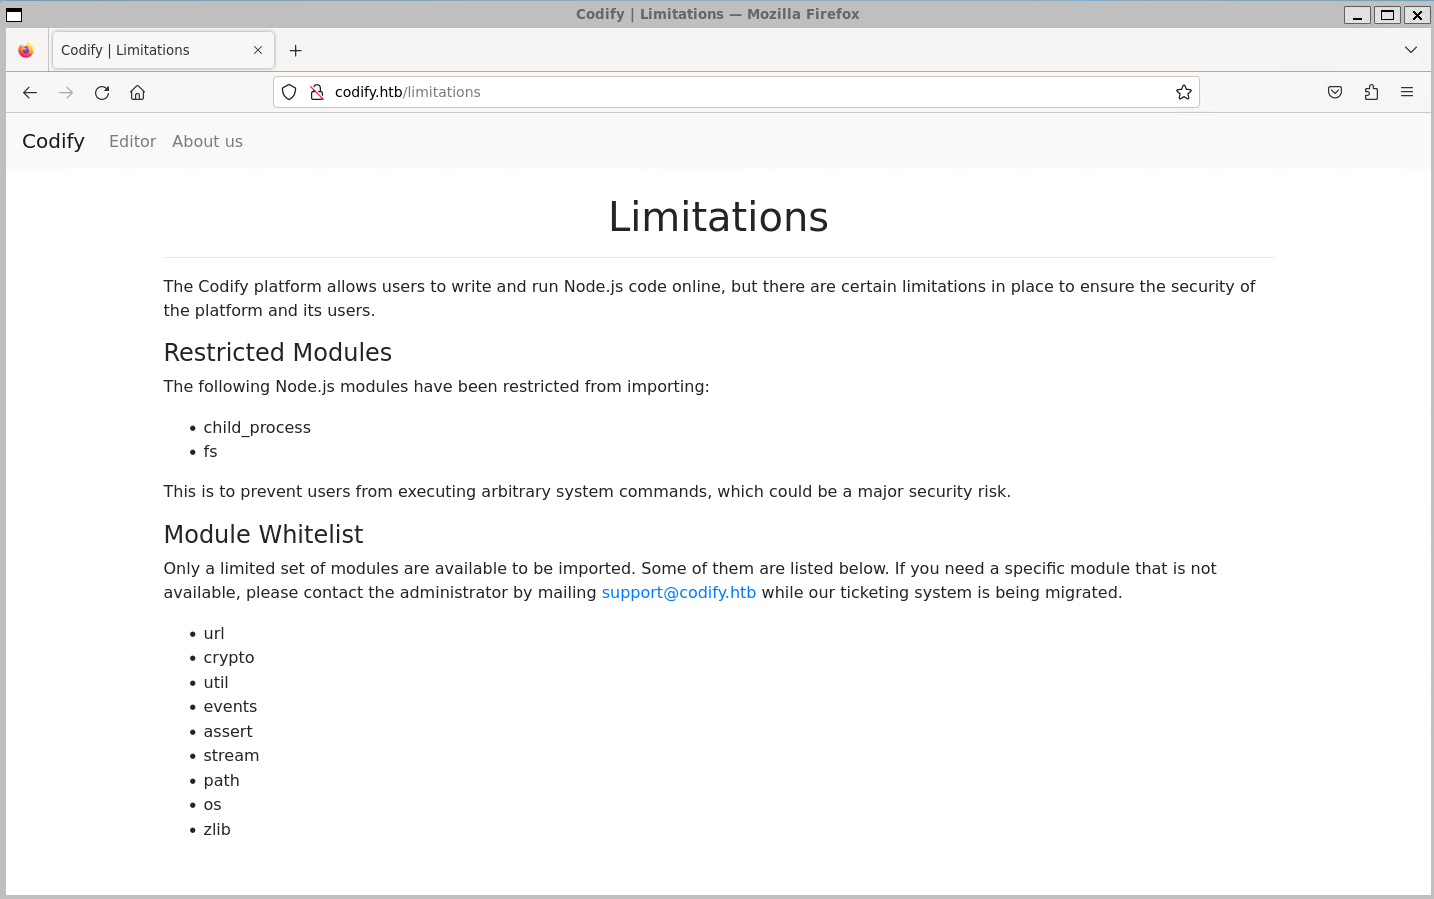 Codify | Limitations — Mozilla Firefox
Codify | Limitations
codify.htb/limitations
Codify Editor About us
Limitations
The Codify platform allows users to write and run Node.js code online, but there are certain limitations in place to ensure the security of
the platform and its users.
Restricted Modules
The following Node.js modules have been restricted from importing:
• child_process
• fs
This is to prevent users from executing arbitrary system commands, which could be a major security risk.
Module Whitelist
Only a limited set of modules are available to be imported. Some of them are listed below. If you need a specific module that is not
available, please contact the administrator by mailing support@codify.htb while our ticketing system is being migrated.
• url
• crypto
• util
• events
• assert
• stream
• path
• os
• zlib